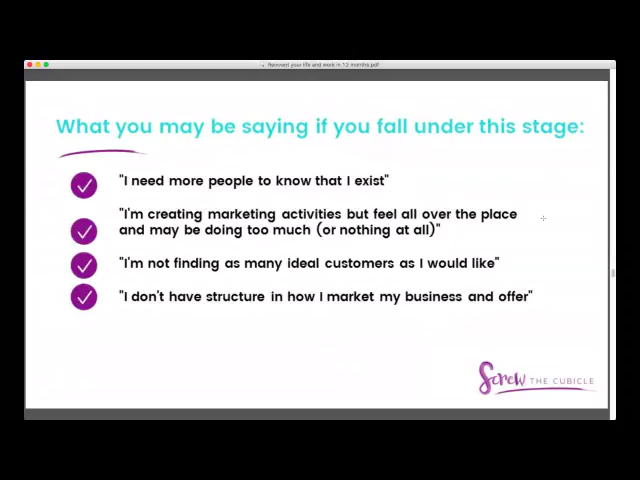 Reinvent your life and work in 12 months.pdf
What you may be saying if you fall under this stage:
"I need more people to know that I exist"
"I'm creating marketing activities but feel all over the place
and may be doing too much (or nothing at all)"
"I'm not finding as many ideal customers as I would like"
"I don't have structure in how I market my business and offer"
Screw THE CUBICLE